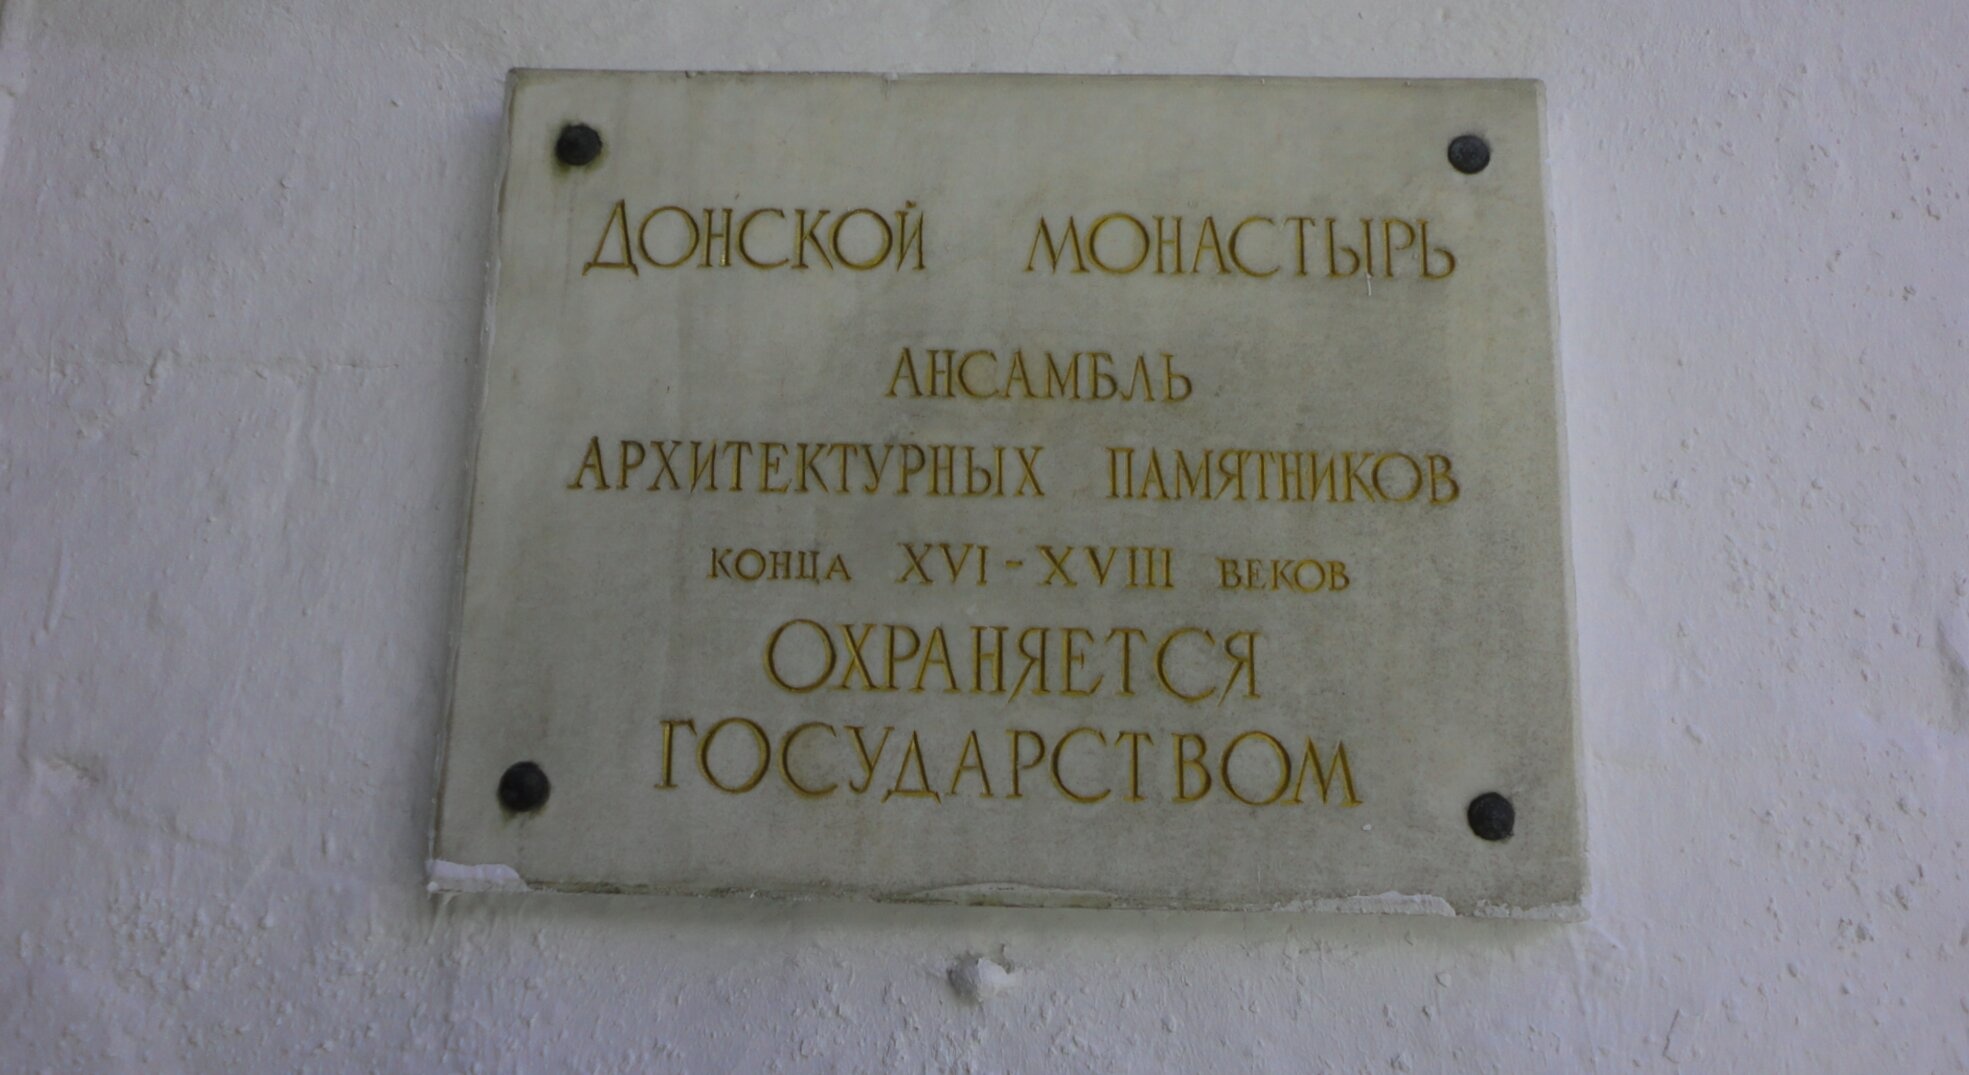 ДОНСКОЙ МОНАСТЫРЬ
АНСАМБЛЬ
АРХИТЕКТУРНЫХ ПАМЯТНИКОВ
КОНЦА XVI - XVIII ВЕКОВ
ОХРАНЯЕТСЯ
ГОСУДАРСТВОМ